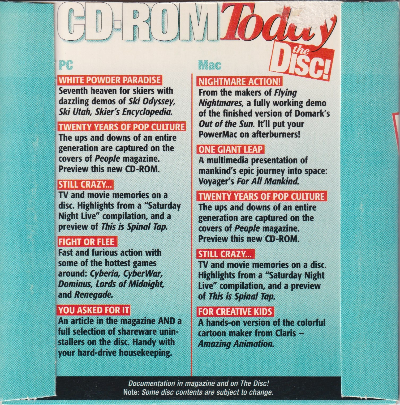 CD-ROM Today
the
Disc!
PC
WHITE POWDER PARADISE
Seventh heaven for skiers with
dazzling demos of Ski Odyssey,
Ski Utah, Skier's Encyclopedia.
TWENTY YEARS OF POP CULTURE
The ups and downs of an entire
generation are captured on the
covers of People magazine.
Preview this new CD-ROM.
STILL CRAZY...
TV and movie memories on a
disc. Highlights from a "Saturday
Night Live" compilation, and a
preview of This is Spinal Tap.
FIGHT OR FLEE
Fast and furious action with
some of the hottest games
around: Cyberia, CyberWar,
Dominus, Lords of Midnight,
and Renegade.
YOU ASKED FOR IT
An article in the magazine AND a
full selection of shareware unin-
stallers on the disc. Handy with
your hard-drive housekeeping.
Mac
NIGHTMARE ACTION!
From the makers of Flying
Nightmares, a fully working demo
of the finished version of Domark's
Out of the Sun. It'll put your
PowerMac on afterburners!
ONE GIANT LEAP
A multimedia presentation of
mankind's epic journey into space:
Voyager's For All Mankind.
TWENTY YEARS OF POP CULTURE
The ups and downs of an entire
generation are captured on the
covers of People magazine.
Preview this new CD-ROM.
STILL CRAZY...
TV and movie memories on a disc.
Highlights from a "Saturday Night
Live" compilation, and a preview
of This is Spinal Tap.
FOR CREATIVE KIDS
A hands-on version of the colorful
cartoon maker from Claris –
Amazing Animation.
Documentation in magazine and on The Disc!
Note: Some disc contents are subject to change.